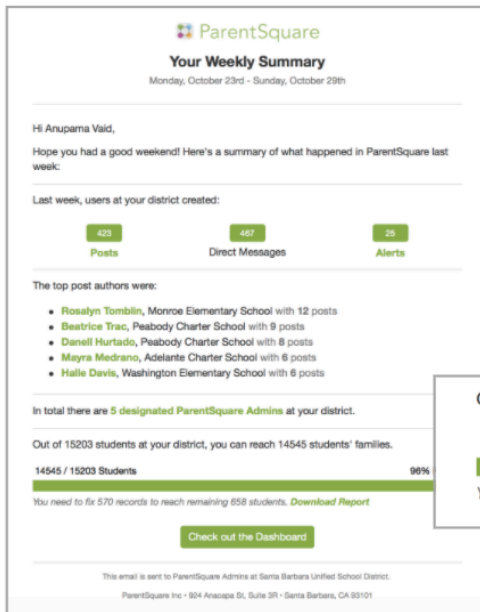 ParentSquare
Your Weekly Summary
Monday, October 23rd - Sunday, October 29th
Hi Anupama Vaid,
Hope you had a good weekend! Here's a summary of what happened in ParentSquare last
week:
Last week, users at your district created:
423 467 25
Posts Direct Messages Alerts
The top post authors were:
• Rosalyn Tomblin, Monroe Elementary School with 12 posts
• Beatrice Trac, Peabody Charter School with 9 posts
• Danell Hurtado, Peabody Charter School with 8 posts
• Mayra Medrano, Adelante Charter School with 6 posts
• Halle Davis, Washington Elementary School with 6 posts
In total there are 5 designated ParentSquare Admins at your district.
Out of 15203 students at your district, you can reach 14545 students' families.
14545 / 15203 Students 96%
You need to fix 570 records to reach remaining 658 students. Download Report
Check out the Dashboard
This email is sent to ParentSquare Admins at Santa Barbara Unified School District.
ParentSquare Inc • 924 Anacapa St, Suite 3R • Santa Barbara, CA 93101